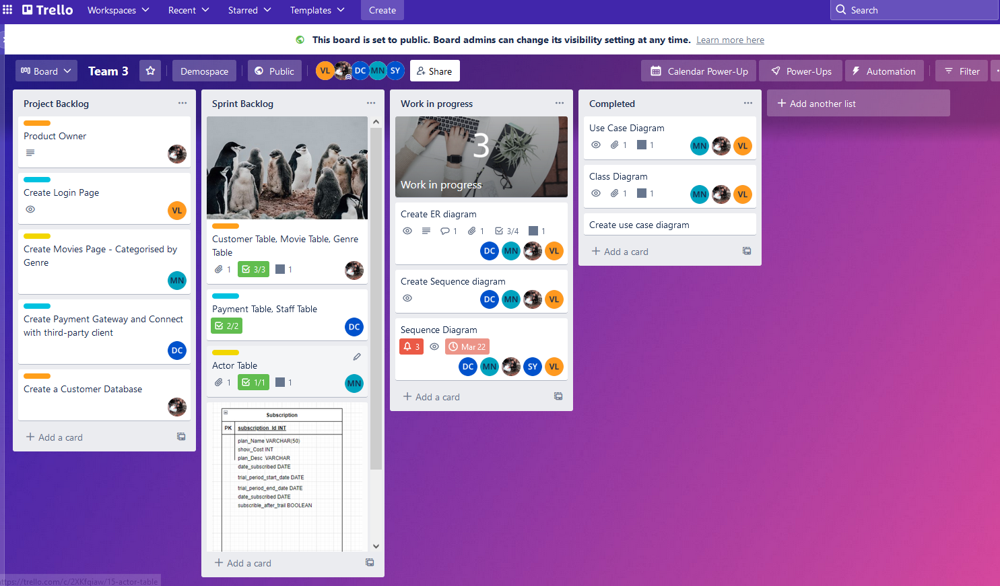 Trello
Workspaces
Recent
Starred
Templates
Create
Search
This board is set to public. Board admins can change its visibility setting at any time. Learn more here
Board
Team 3
Demospace
Public
VL
DC
MN
SY
Share
Calendar Power-Up
Power-Ups
Automation
Filter
Project Backlog
Product Owner
Create Login Page
VL
Create Movies Page - Categorised by
Genre
MN
Create Payment Gateway and Connect
with third-party client
DC
Create a Customer Database
+ Add a card
Sprint Backlog
Customer Table, Movie Table, Genre
Table
1 3/3 1
Payment Table, Staff Table
2/2 DC
Actor Table
1 1/1 1 MN
Subscription
PK subscription_Id INT
plan_Name VARCHAR(50)
show_Cost INT
plan_Desc VARCHAR
date_subscribed DATE
trial_period_start_date DATE
trial_period_end_date DATE
date_subscribed DATE
subscrible_after_trail BOOLEAN
+ Add a card
Work in progress
3
Work in progress
Create ER diagram
1 1 3/4 1
DC MN VL
Create Sequence diagram
DC MN VL
Sequence Diagram
3 Mar 22
DC MN SY VL
+ Add a card
Completed
Use Case Diagram
1 1 MN VL
Class Diagram
1 1 MN VL
Create use case diagram
+ Add a card
+ Add another list
https://trello.com/c/2XKfqiaw/15-actor-table